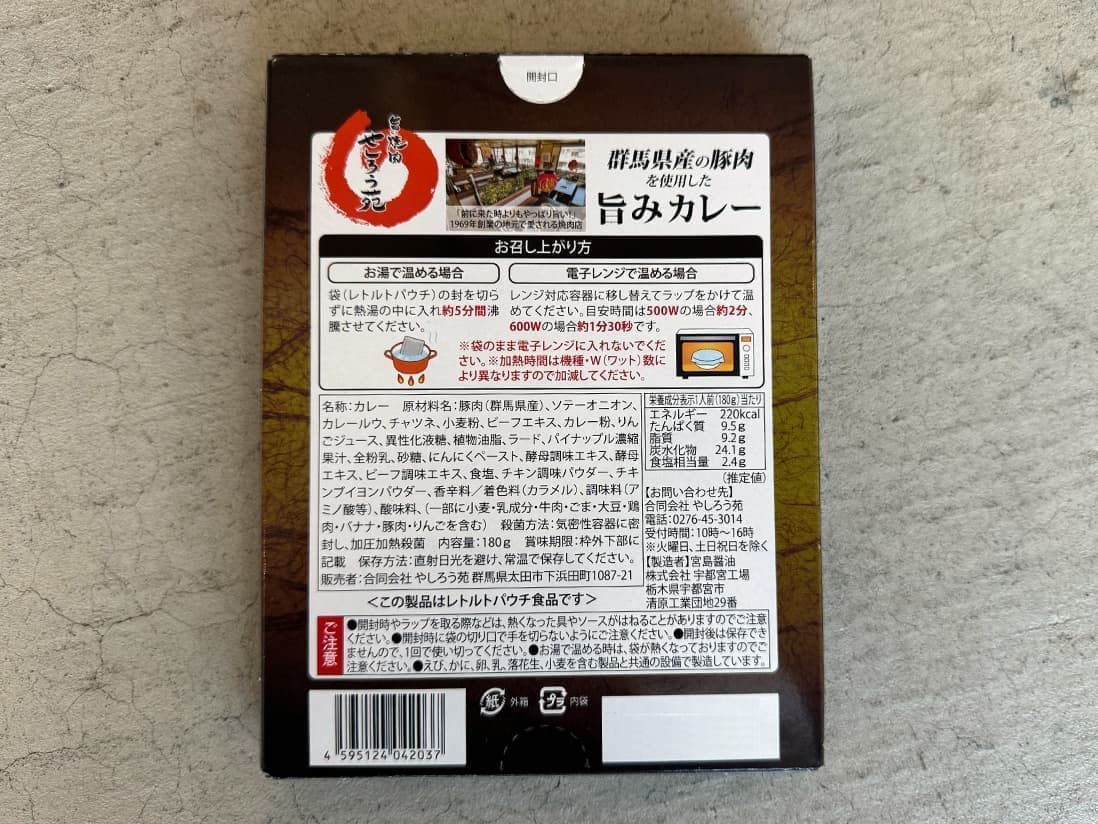 開封口
旨焼肉
やしろう苑
「前に来た時よりもやっぱり旨い!」
1969年創業の地元で愛される焼肉店
群馬県産の豚肉
を使用した
旨みカレー
お召し上がり方
お湯で温める場合
袋(レトルトパウチ)の封を切ら
ずに熱湯の中に入れ約5分間沸
騰させてください。
電子レンジで温める場合
レンジ対応容器に移し替えてラップをかけて温
めてください。目安時間は500Wの場合約2分、
600Wの場合約1分30秒です。
※袋のまま電子レンジに入れないでくだ
さい。※加熱時間は機種・W(ワット)数に
より異なりますので加減してください。
名称:カレー 原材料名:豚肉(群馬県産)、ソテーオニオン、
カレールウ、チャツネ、小麦粉、ビーフエキス、カレー粉、りん
ごジュース、異性化液糖、植物油脂、ラード、パイナップル濃縮
果汁、全粉乳、砂糖、にんにくペースト、酵母調味エキス、酵母
エキス、ビーフ調味エキス、食塩、チキン調味パウダー、チキ
ンブイヨンパウダー、香辛料/着色料(カラメル)、調味料(ア
ミノ酸等)、酸味料、(一部に小麦・乳成分・牛肉・ごま・大豆・鶏
肉・バナナ・豚肉・りんごを含む) 殺菌方法:気密性容器に密
封し、加圧加熱殺菌 内容量:180g 賞味期限:枠外下部に
記載 保存方法:直射日光を避け、常温で保存してください。
販売者:合同会社 やしろう苑 群馬県太田市下浜田町1087-21
<この製品はレトルトパウチ食品です>
栄養成分表示1人前(180g)当たり
エネルギー 220kcal
たんぱく質 9.5g
脂質 9.2g
炭水化物 24.1g
食塩相当量 2.4g
(推定値)
【お問い合わせ先】
合同会社 やしろう苑
電話:0276-45-3014
受付時間:10時〜16時
※火曜日、土日祝日を除く
【製造者】宮島醤油
株式会社 宇都宮工場
栃木県宇都宮市
清原工業団地29番
ご注意
●開封時やラップを取る際などは、熱くなった具やソースがはねることがありますのでご注意
ください。●開封時に袋の切り口で手を切らないようにご注意ください。●開封後は保存でき
ませんので、1回で使い切ってください。●お湯で温める時は、袋が熱くなっておりますのでご
注意ください。●えび、かに、卵、乳、落花生、小麦を含む製品と共通の設備で製造しています。
紙 外箱 プラ 内袋
4 595124 042037